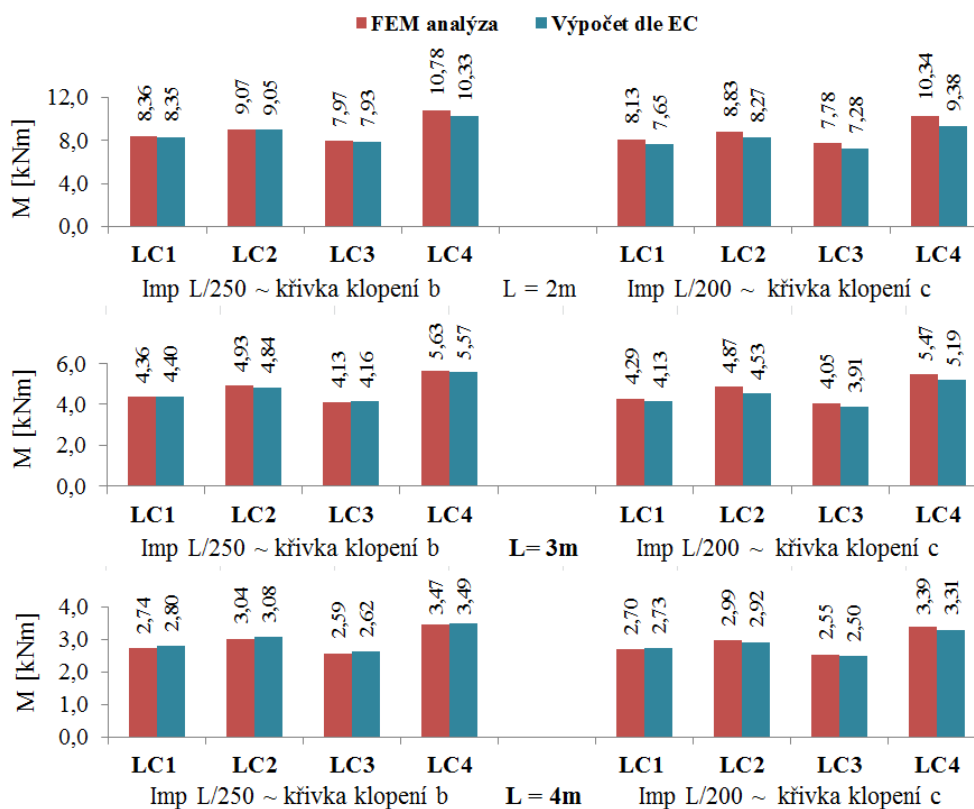 FEM analýza Výpočet dle EC
M [kNm]
12,0
8,0
4,0
0,0
8,36 8,35 9,07 9,05 7,97 7,93 10,78 10,33 8,13 7,65 8,83 8,27 7,78 7,28 10,34 9,38
LC1 LC2 LC3 LC4 LC1 LC2 LC3 LC4
Imp L/250 ~ křivka klopení b L = 2m Imp L/200 ~ křivka klopení c
M [kNm]
6,0
4,0
2,0
0,0
4,36 4,40 4,93 4,84 4,13 4,16 5,63 5,57 4,29 4,13 4,87 4,53 4,05 3,91 5,47 5,19
LC1 LC2 LC3 LC4 LC1 LC2 LC3 LC4
Imp L/250 ~ křivka klopení b L= 3m Imp L/200 ~ křivka klopení c
M [kNm]
4,0
3,0
2,0
1,0
0,0
2,74 2,80 3,04 3,08 2,59 2,62 3,47 3,49 2,70 2,73 2,99 2,92 2,55 2,50 3,39 3,31
LC1 LC2 LC3 LC4 LC1 LC2 LC3 LC4
Imp L/250 ~ křivka klopení b L = 4m Imp L/200 ~ křivka klopení c